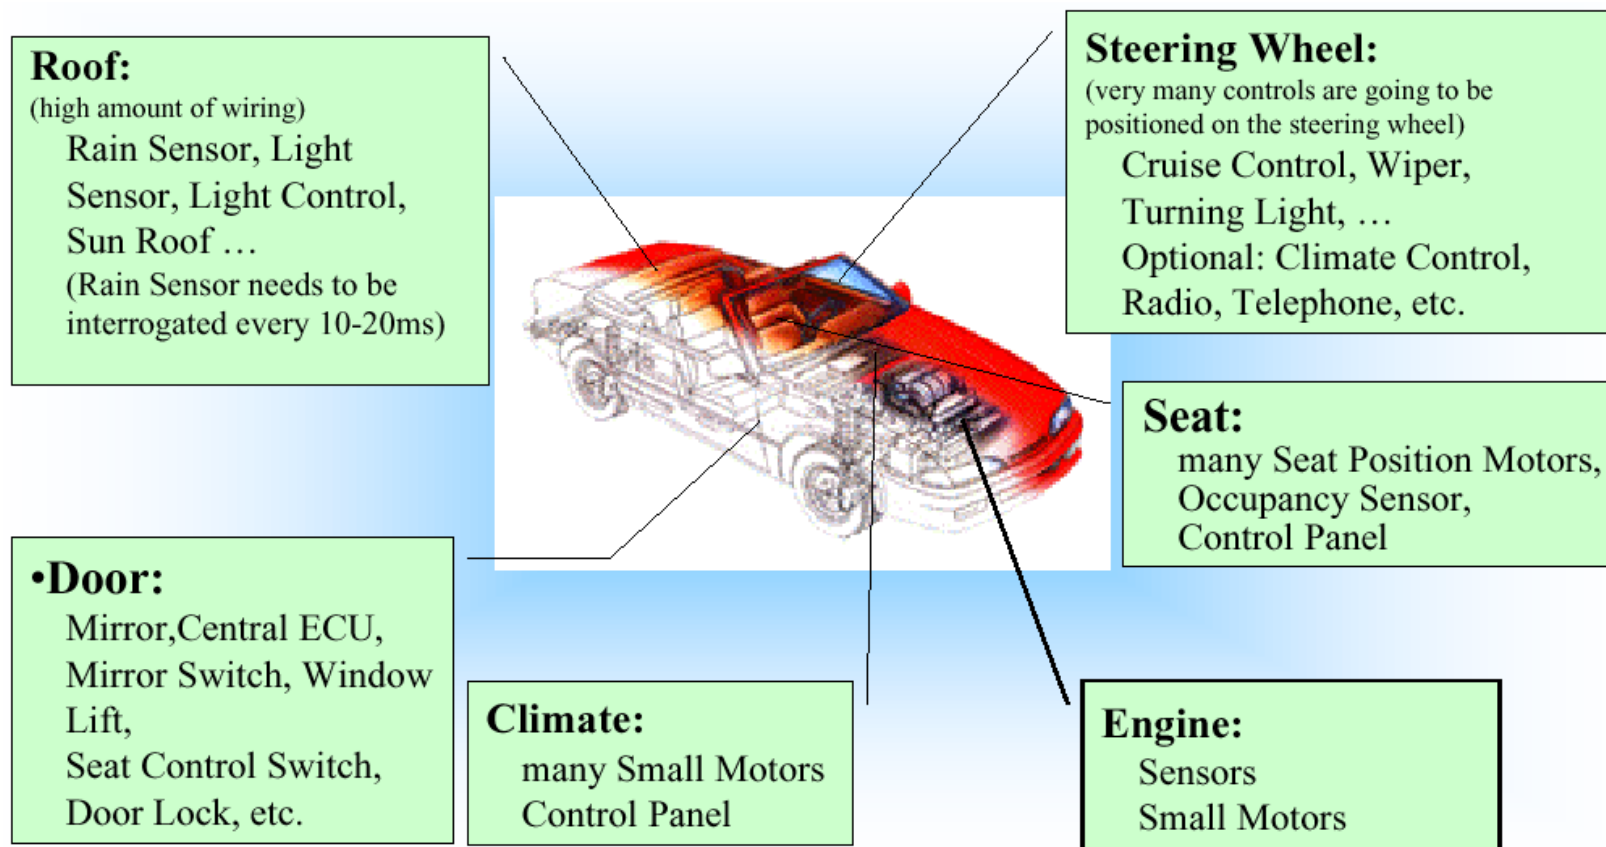 Roof:
(high amount of wiring)
Rain Sensor, Light
Sensor, Light Control,
Sun Roof …
(Rain Sensor needs to be
interrogated every 10-20ms)
Steering Wheel:
(very many controls are going to be
positioned on the steering wheel)
Cruise Control, Wiper,
Turning Light, …
Optional: Climate Control,
Radio, Telephone, etc.
Seat:
many Seat Position Motors,
Occupancy Sensor,
Control Panel
•Door:
Mirror,Central ECU,
Mirror Switch, Window
Lift,
Seat Control Switch,
Door Lock, etc.
Climate:
many Small Motors
Control Panel
Engine:
Sensors
Small Motors